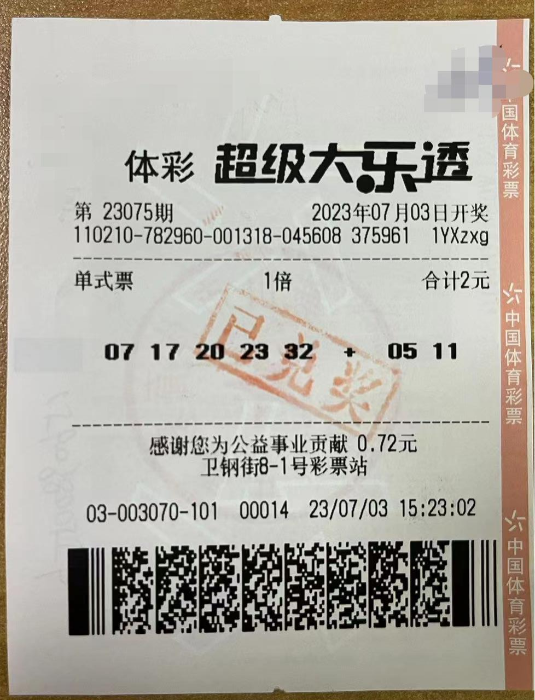 体彩 超级大乐透
第 23075期 2023年07月03日开奖
110210-782960-001318-045608 375961 1YXzxg
单式票 1倍 合计2元
07 17 20 23 32 + 05 11
已兑奖
感谢您为公益事业贡献 0.72元
卫钢街8-1号彩票站
03-003070-101 00014 23/07/03 15:23:02
中国体育彩票
中国体育彩票
中国体育彩票